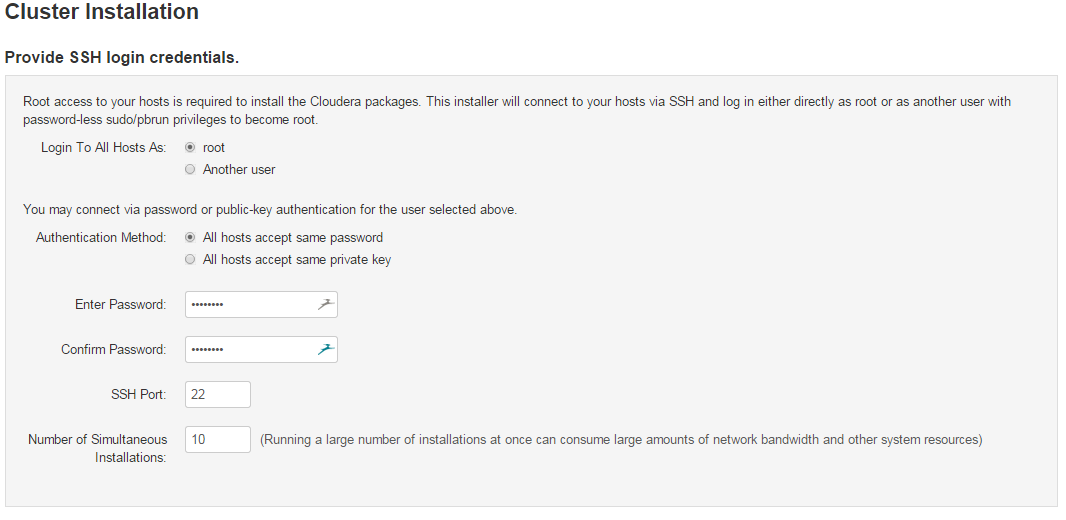 Cluster Installation
Provide SSH login credentials.
Root access to your hosts is required to install the Cloudera packages. This installer will connect to your hosts via SSH and log in either directly as root or as another user with
password-less sudo/pbrun privileges to become root.
Login To All Hosts As: root
Another user
You may connect via password or public-key authentication for the user selected above.
Authentication Method: All hosts accept same password
All hosts accept same private key
Enter Password: ••••••••
Confirm Password: ••••••••
SSH Port: 22
Number of Simultaneous 10 (Running a large number of installations at once can consume large amounts of network bandwidth and other system resources)
Installations: